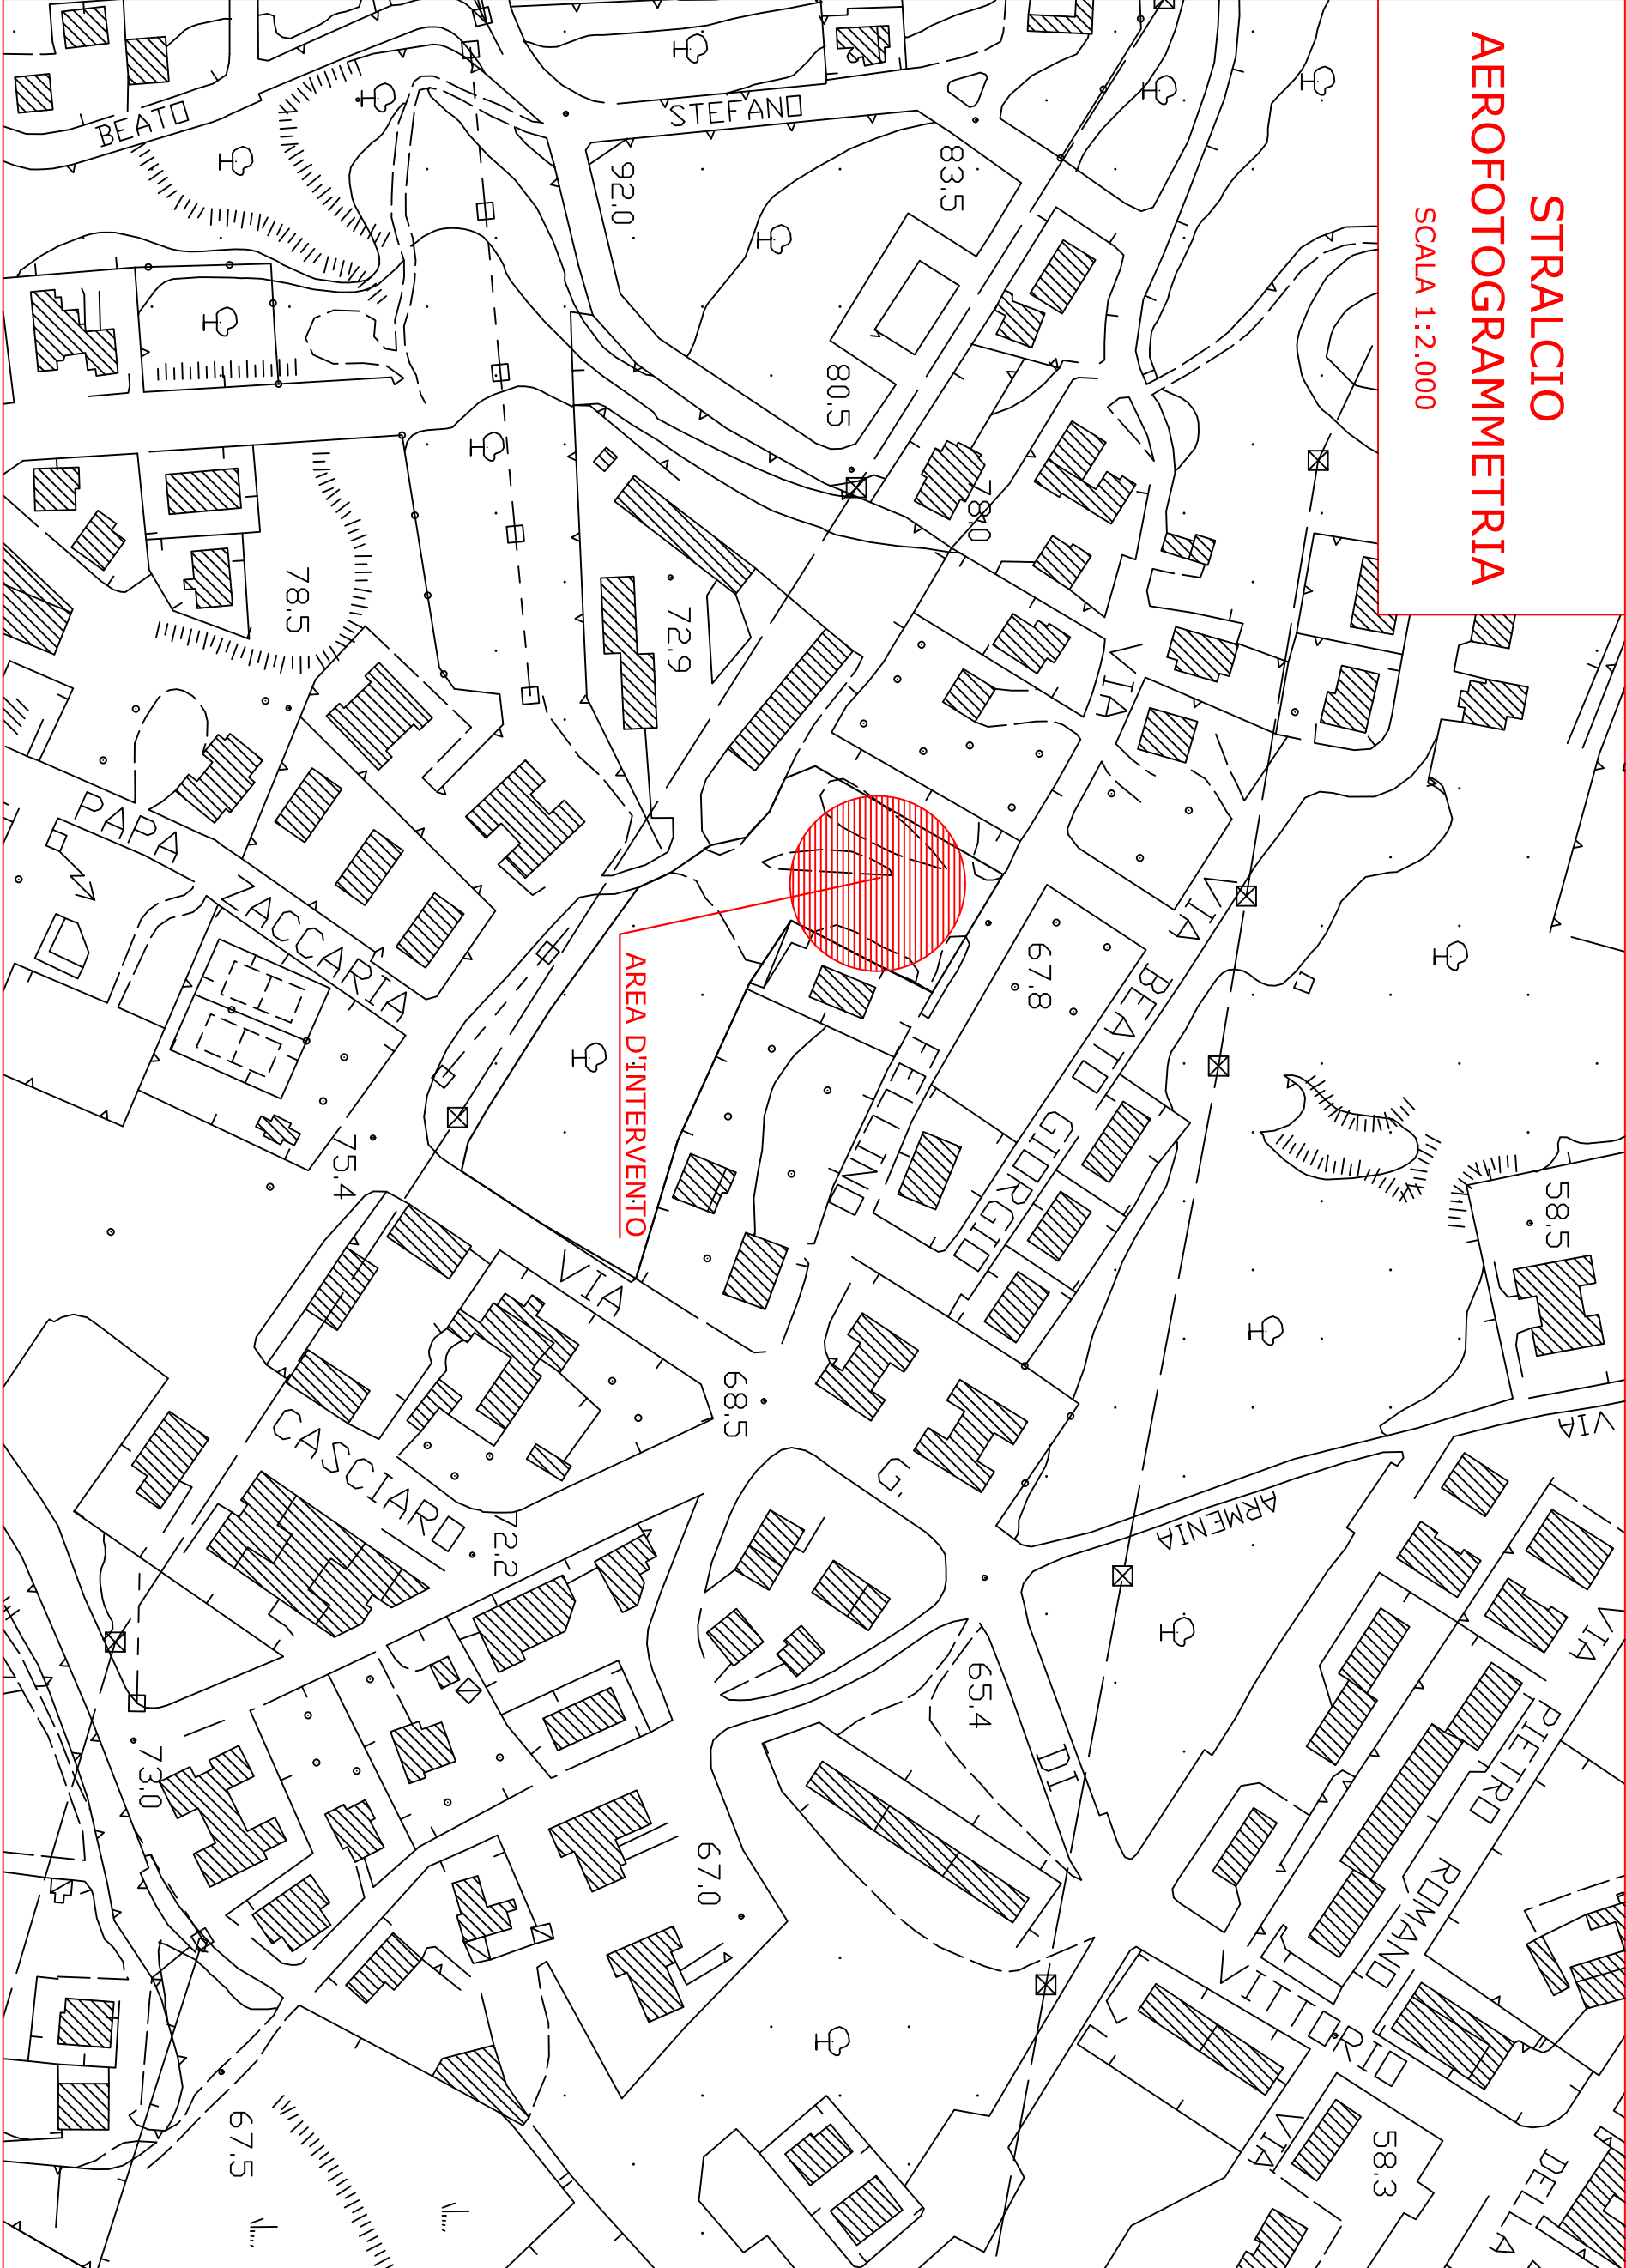 STRALCIO
AEROFOTOGRAMMETRIA
SCALA 1:2.000
BEATO
STEFANO
92.0
83.5
80.5
78.0
78.5
72.9
VIA
PAPA
ZACCARIA
VIA
BEATO
GIORGIO
67.8
AREA D'INTERVENTO
FELLINO
75.4
58.5
VIA
68.5
VIA
CASCIARO
G.
ARMENIA
72.2
VIA
65.4
PIETRO
DI
73.0
67.0
ROMANO
VITTORIO
VIA
67.5
58.3
DELLA